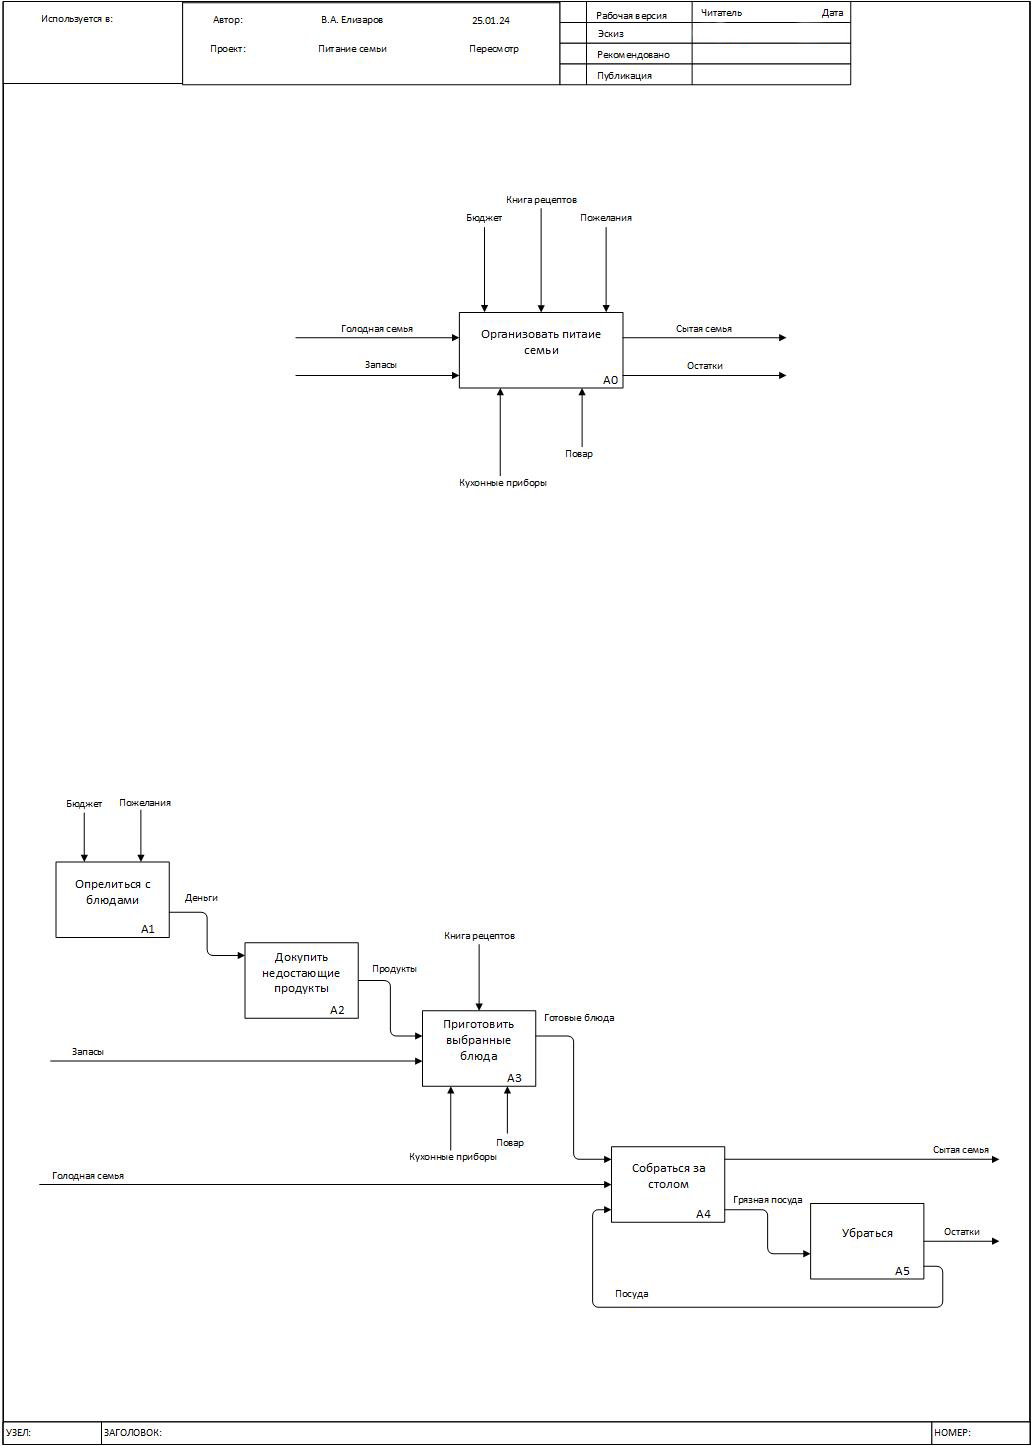 Используется в:
Автор:
В.А. Елизаров
25.01.24
Проект:
Питание семьи
Пересмотр
Рабочая версия
Читатель
Дата
Эскиз
Рекомендовано
Публикация
Книга рецептов
Бюджет
Пожелания
Голодная семья
Запасы
Организовать питаие
семьи
A0
Сытая семья
Остатки
Повар
Кухонные приборы
Бюджет
Пожелания
Опрелиться с
блюдами
A1
Деньги
Докупить
недостающие
продукты
A2
Продукты
Книга рецептов
Приготовить
выбранные
блюда
A3
Готовые блюда
Запасы
Повар
Кухонные приборы
Голодная семья
Собраться за
столом
A4
Сытая семья
Грязная посуда
Убраться
A5
Остатки
Посуда
УЗЕЛ:
ЗАГОЛОВОК:
НОМЕР: